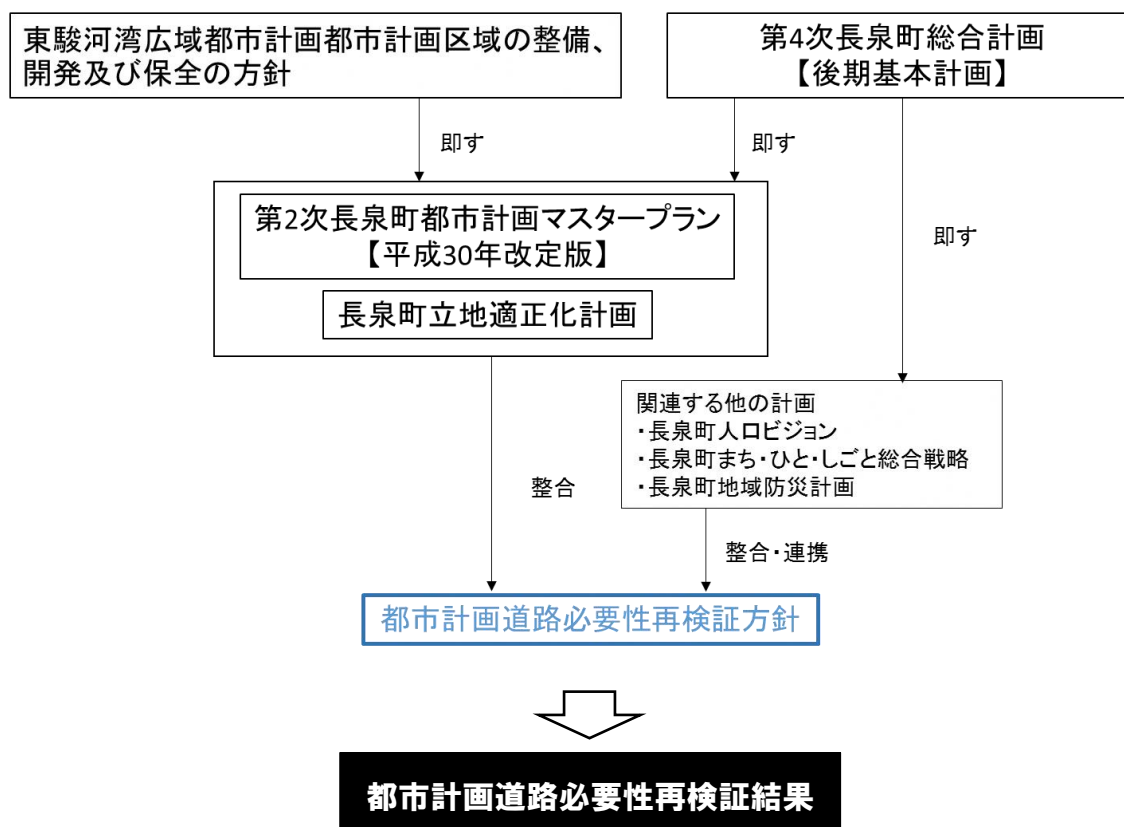 東駿河湾広域都市計画都市計画区域の整備、
開発及び保全の方針
第4次長泉町総合計画
【後期基本計画】
即す
即す
第2次長泉町都市計画マスタープラン
【平成30年改定版】
長泉町立地適正化計画
即す
関連する他の計画
・長泉町人口ビジョン
・長泉町まち・ひと・しごと総合戦略
・長泉町地域防災計画
整合
整合・連携
都市計画道路必要性再検証方針
都市計画道路必要性再検証結果